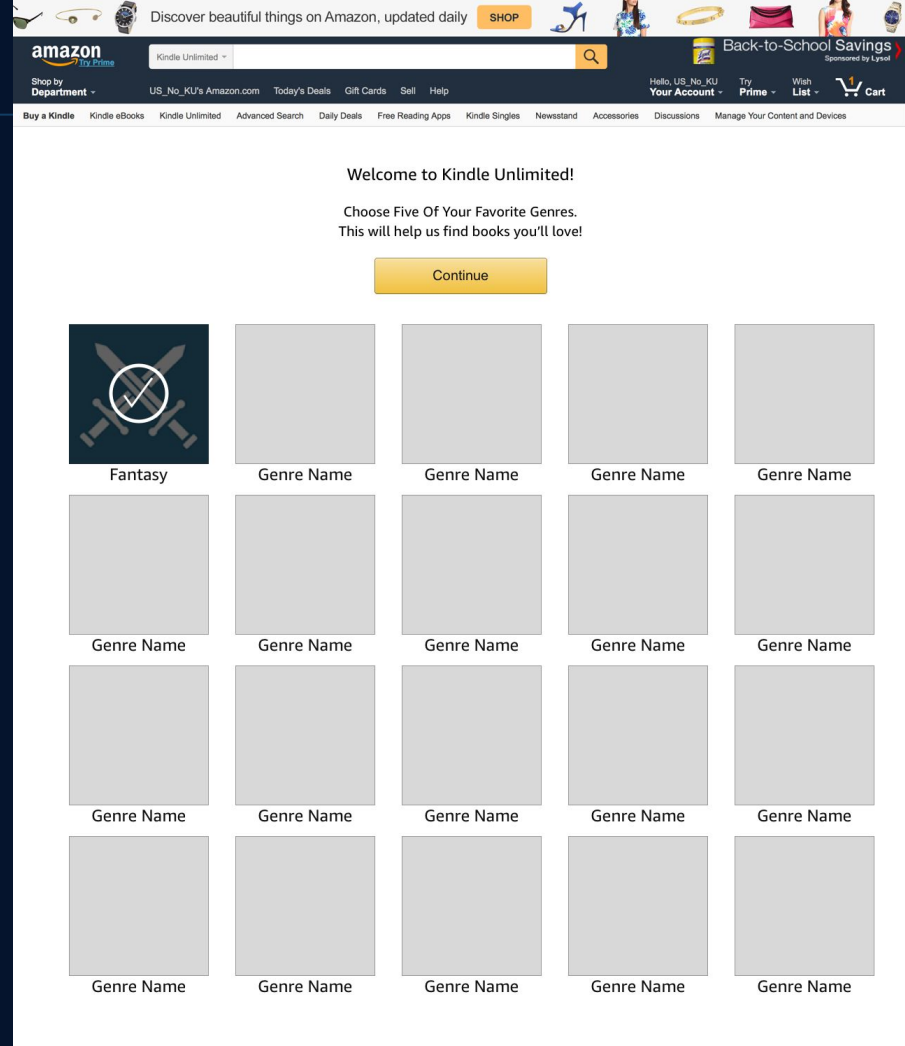 Discover beautiful things on Amazon, updated daily SHOP
amazon
Try Prime
Kindle Unlimited
Back-to-School Savings
Sponsored by Lysol
Shop by
Department
US_No_KU's Amazon.com Today's Deals Gift Cards Sell Help
Hello, US_No_KU
Your Account
Try
Prime
Wish
List
1
Cart
Buy a Kindle Kindle eBooks Kindle Unlimited Advanced Search Daily Deals Free Reading Apps Kindle Singles Newsstand Accessories Discussions Manage Your Content and Devices
Welcome to Kindle Unlimited!
Choose Five Of Your Favorite Genres.
This will help us find books you'll love!
Continue
Fantasy Genre Name Genre Name Genre Name Genre Name
Genre Name Genre Name Genre Name Genre Name Genre Name
Genre Name Genre Name Genre Name Genre Name Genre Name
Genre Name Genre Name Genre Name Genre Name Genre Name